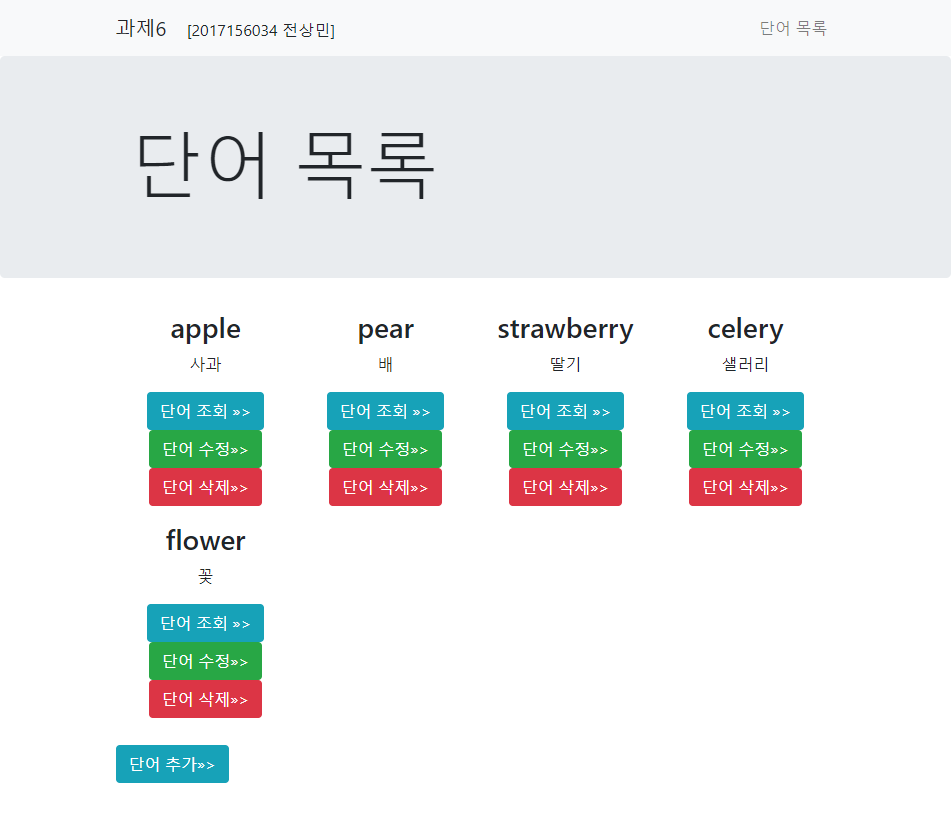 과제6 [2017156034 전상민] 단어 목록
단어 목록
apple pear strawberry celery
사과 배 딸기 샐러리
단어 조회 »> 단어 조회 »> 단어 조회 »> 단어 조회 »>
단어 수정»> 단어 수정»> 단어 수정»> 단어 수정»>
단어 삭제»> 단어 삭제»> 단어 삭제»> 단어 삭제»>
flower
꽃
단어 조회 »>
단어 수정»>
단어 삭제»>
단어 추가»>